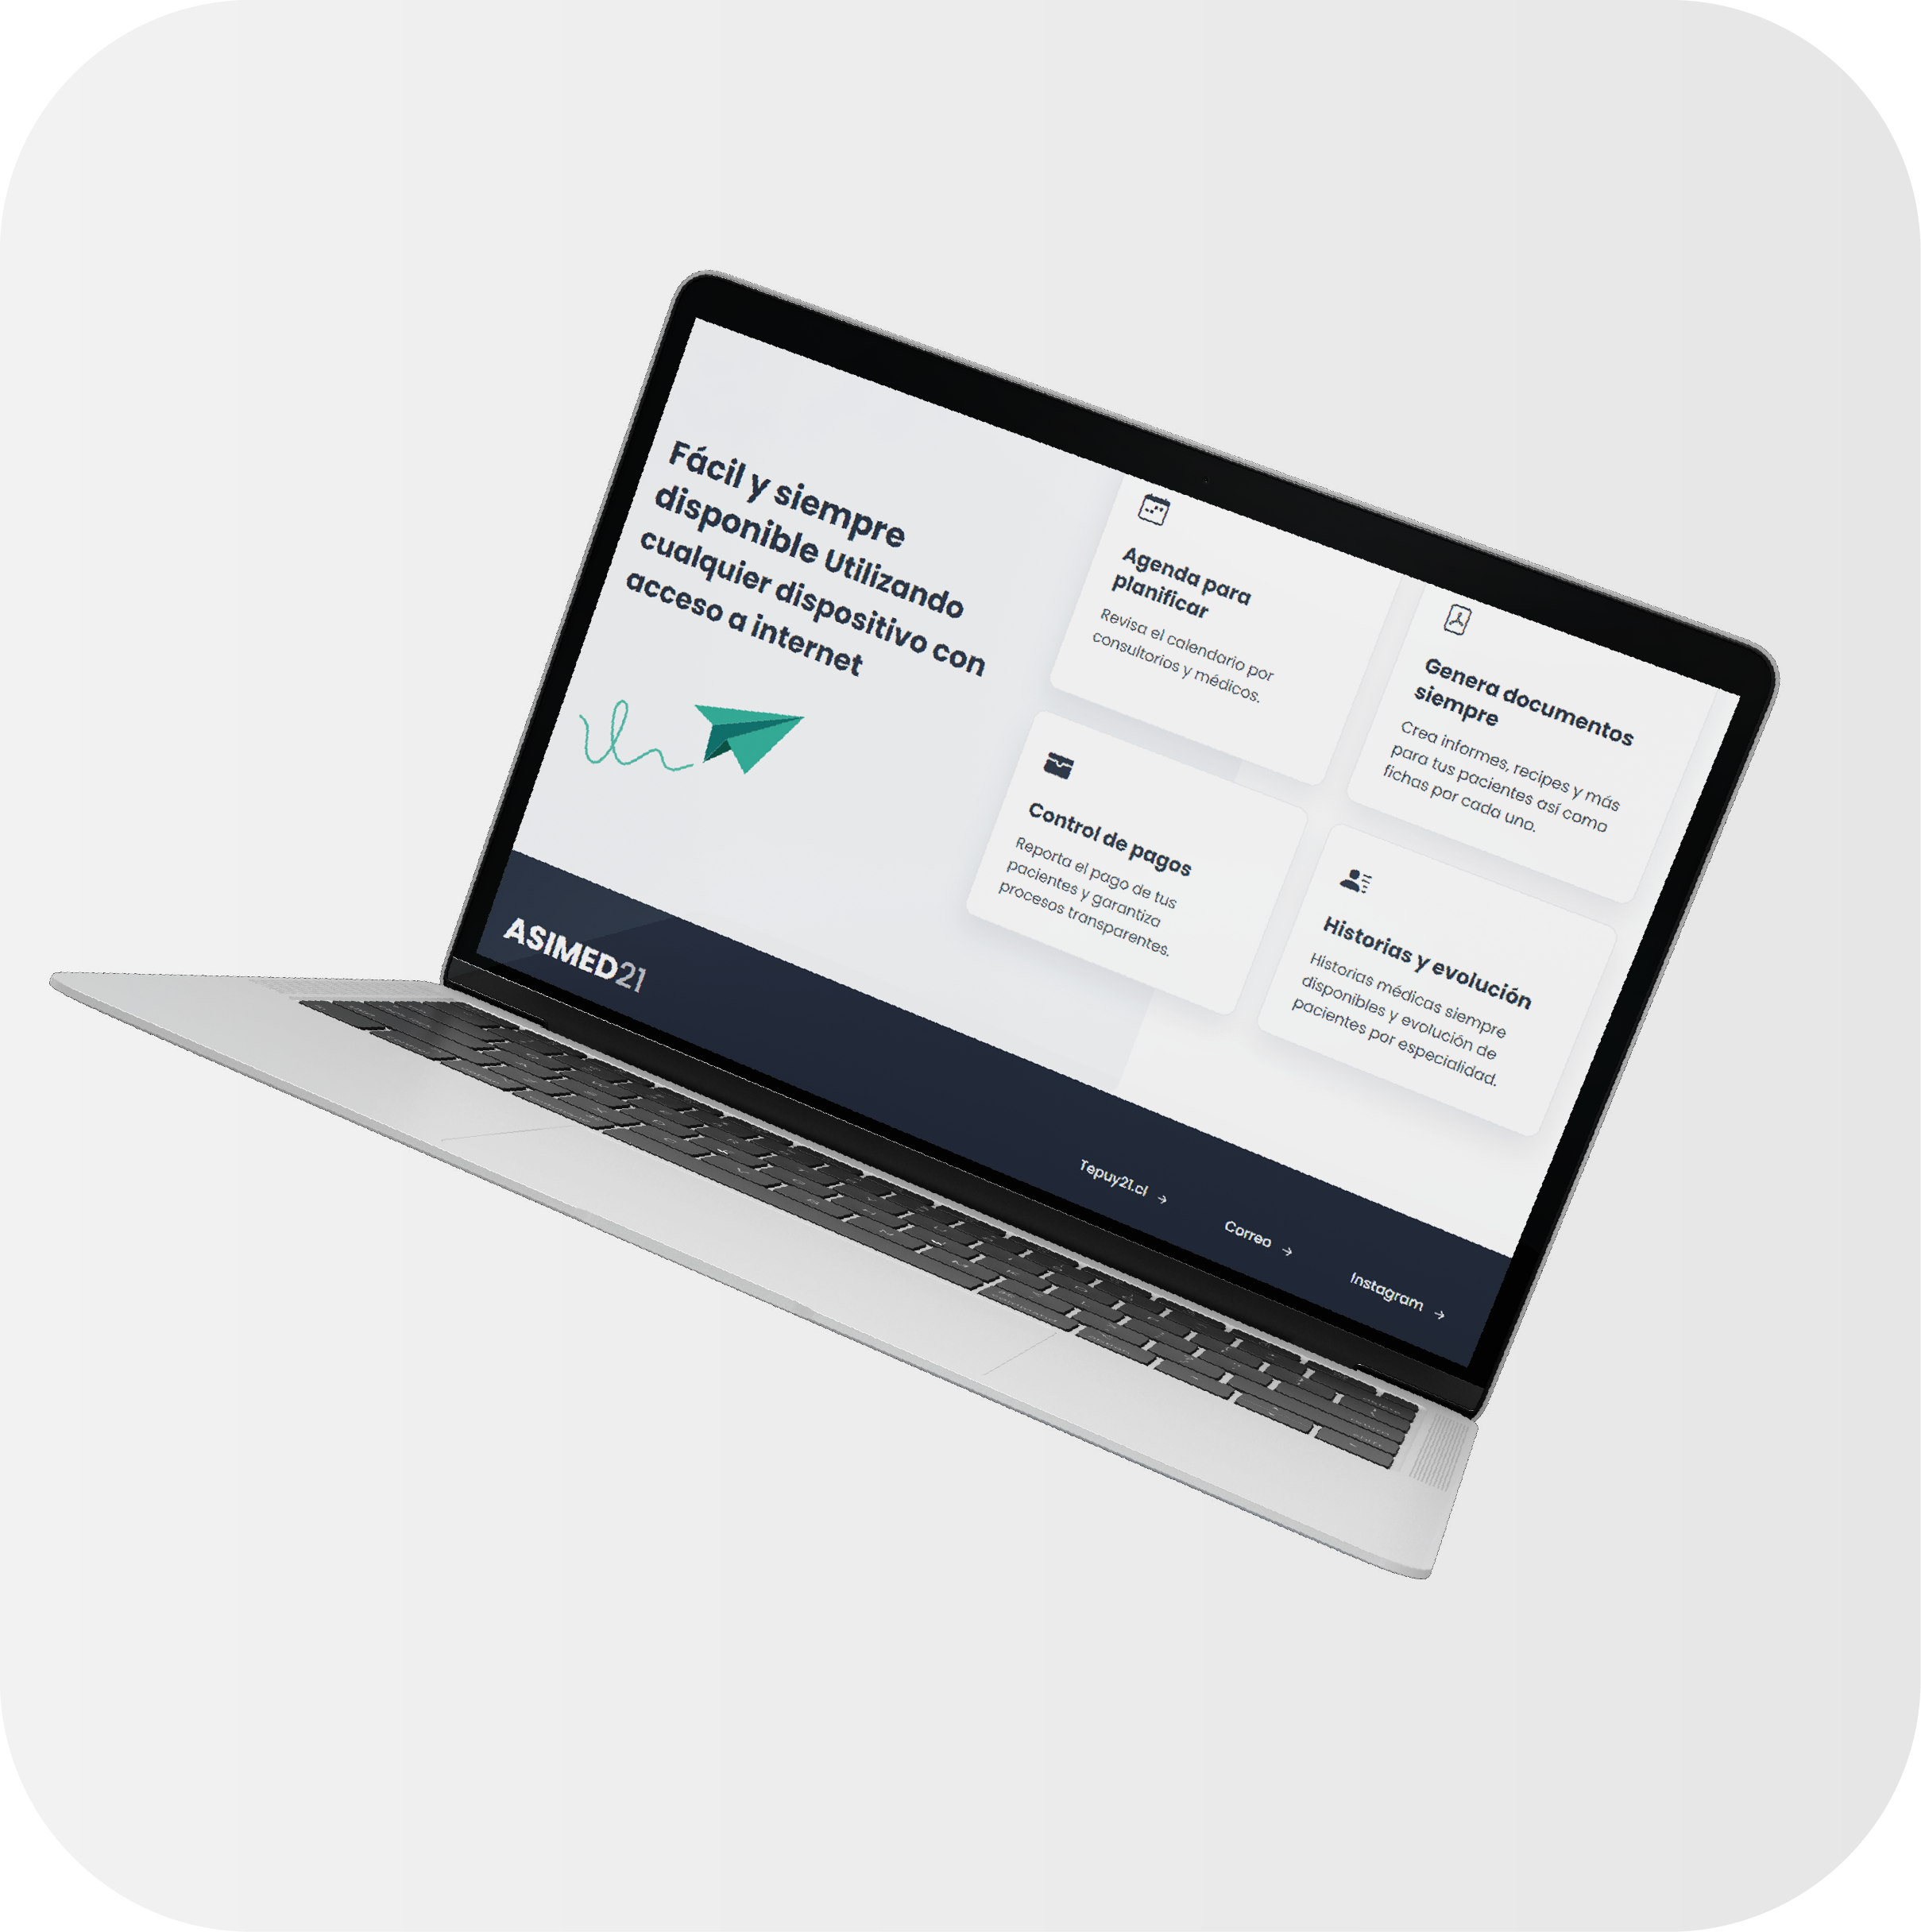 Fácil y siempre
disponible Utilizando
cualquier dispositivo con
acceso a internet
Agenda para
planificar
Revisa el calendario por
consultorios y médicos.
Genera documentos
siempre
Crea informes, recipes y más
para tus pacientes así como
fichas por cada uno.
Control de pagos
Reporta el pago de tus
pacientes y garantiza
procesos transparentes.
Historias y evolución
Historias médicas siempre
disponibles y evolución de
pacientes por especialidad.
ASIMED21
Tepuy21.cl →
Correo →
Instagram →